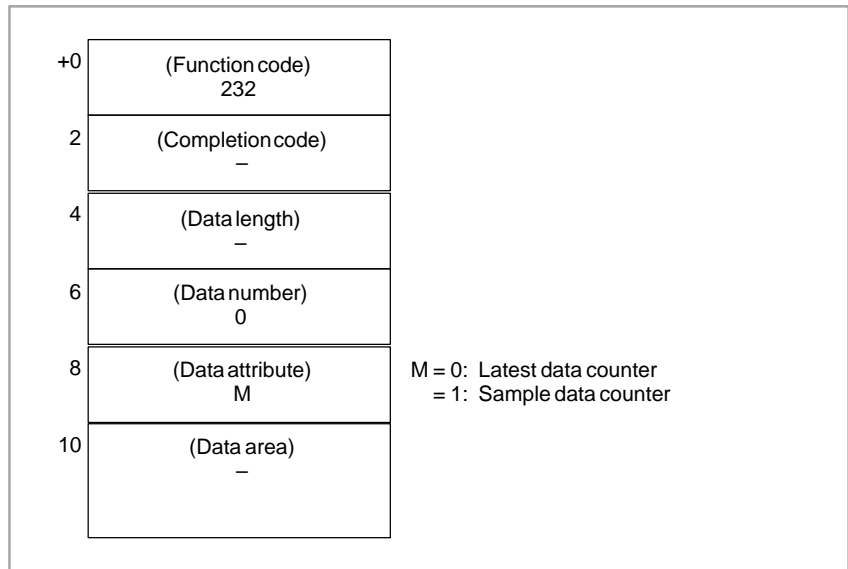 +0 (Function code)
232
2 (Completion code)
–
4 (Data length)
–
6 (Data number)
0
8 (Data attribute) M = 0: Latest data counter
M = 1: Sample data counter
10 (Data area)
–